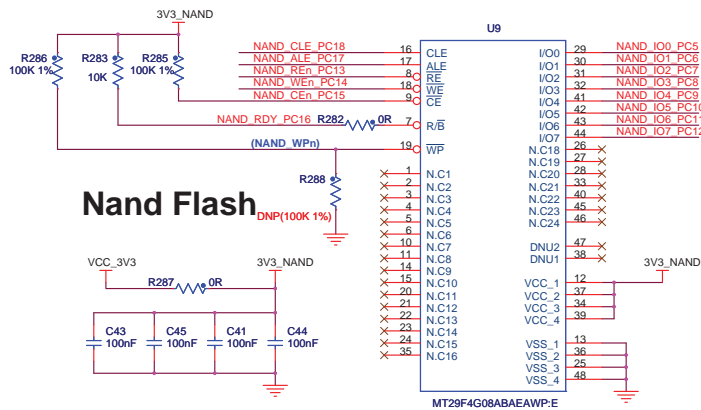 3V3_NAND
U9
R286
100K 1%
R283
10K
R285
100K 1%
NAND_CLE_PC18 16 CLE
NAND_ALE_PC17 17 ALE
NAND_REn_PC13 8 RE
NAND_WEn_PC14 18 WE
NAND_CEn_PC15 9 CE
NAND_RDY_PC16 R282 0R 7 R/B
(NAND_WPn) 19 WP
I/O0 29 NAND_IO0_PC5
I/O1 30 NAND_IO1_PC6
I/O2 31 NAND_IO2_PC7
I/O3 32 NAND_IO3_PC8
I/O4 41 NAND_IO4_PC9
I/O5 42 NAND_IO5_PC10
I/O6 43 NAND_IO6_PC11
I/O7 44 NAND_IO7_PC12
R288
DNP(100K 1%)
Nand Flash
1 N.C1
2 N.C2
3 N.C3
4 N.C4
5 N.C5
6 N.C6
10 N.C7
11 N.C8
14 N.C9
15 N.C10
20 N.C11
21 N.C12
22 N.C13
23 N.C14
24 N.C15
35 N.C16
N.C18 26
N.C19 27
N.C20 28
N.C21 33
N.C22 40
N.C23 45
N.C24 46
DNU2 47
DNU1 38
3V3_NAND
VCC_1 12
VCC_2 37
VCC_3 34
VCC_4 39
VSS_1 13
VSS_2 36
VSS_3 25
VSS_4 48
MT29F4G08ABAEAWP:E
VCC_3V3
R287 0R
3V3_NAND
C43
100nF
C45
100nF
C41
100nF
C44
100nF